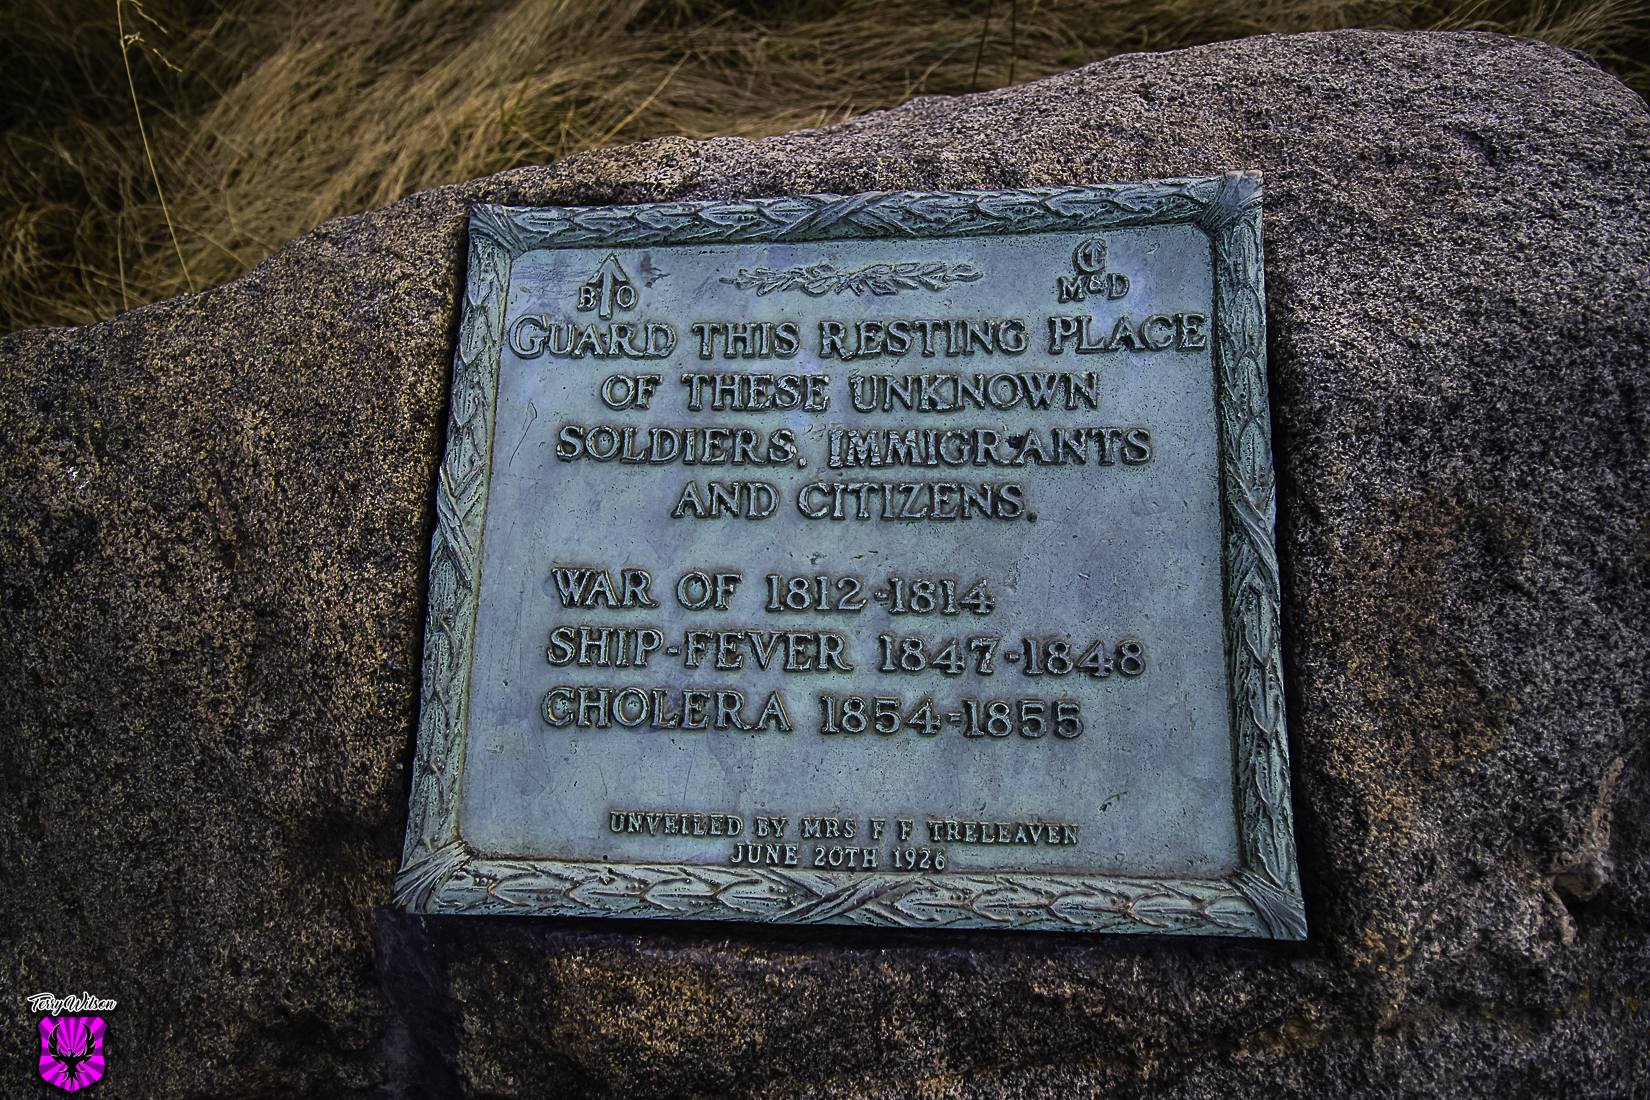 B O
C I
M & D
GUARD THIS RESTING PLACE
OF THESE UNKNOWN
SOLDIERS. IMMIGRANTS
AND CITIZENS.
WAR OF 1812-1814
SHIP-FEVER 1847-1848
CHOLERA 1854-1855
UNVEILED BY MRS F F TRELEAVEN
JUNE 20TH 1926
Terry Wilson